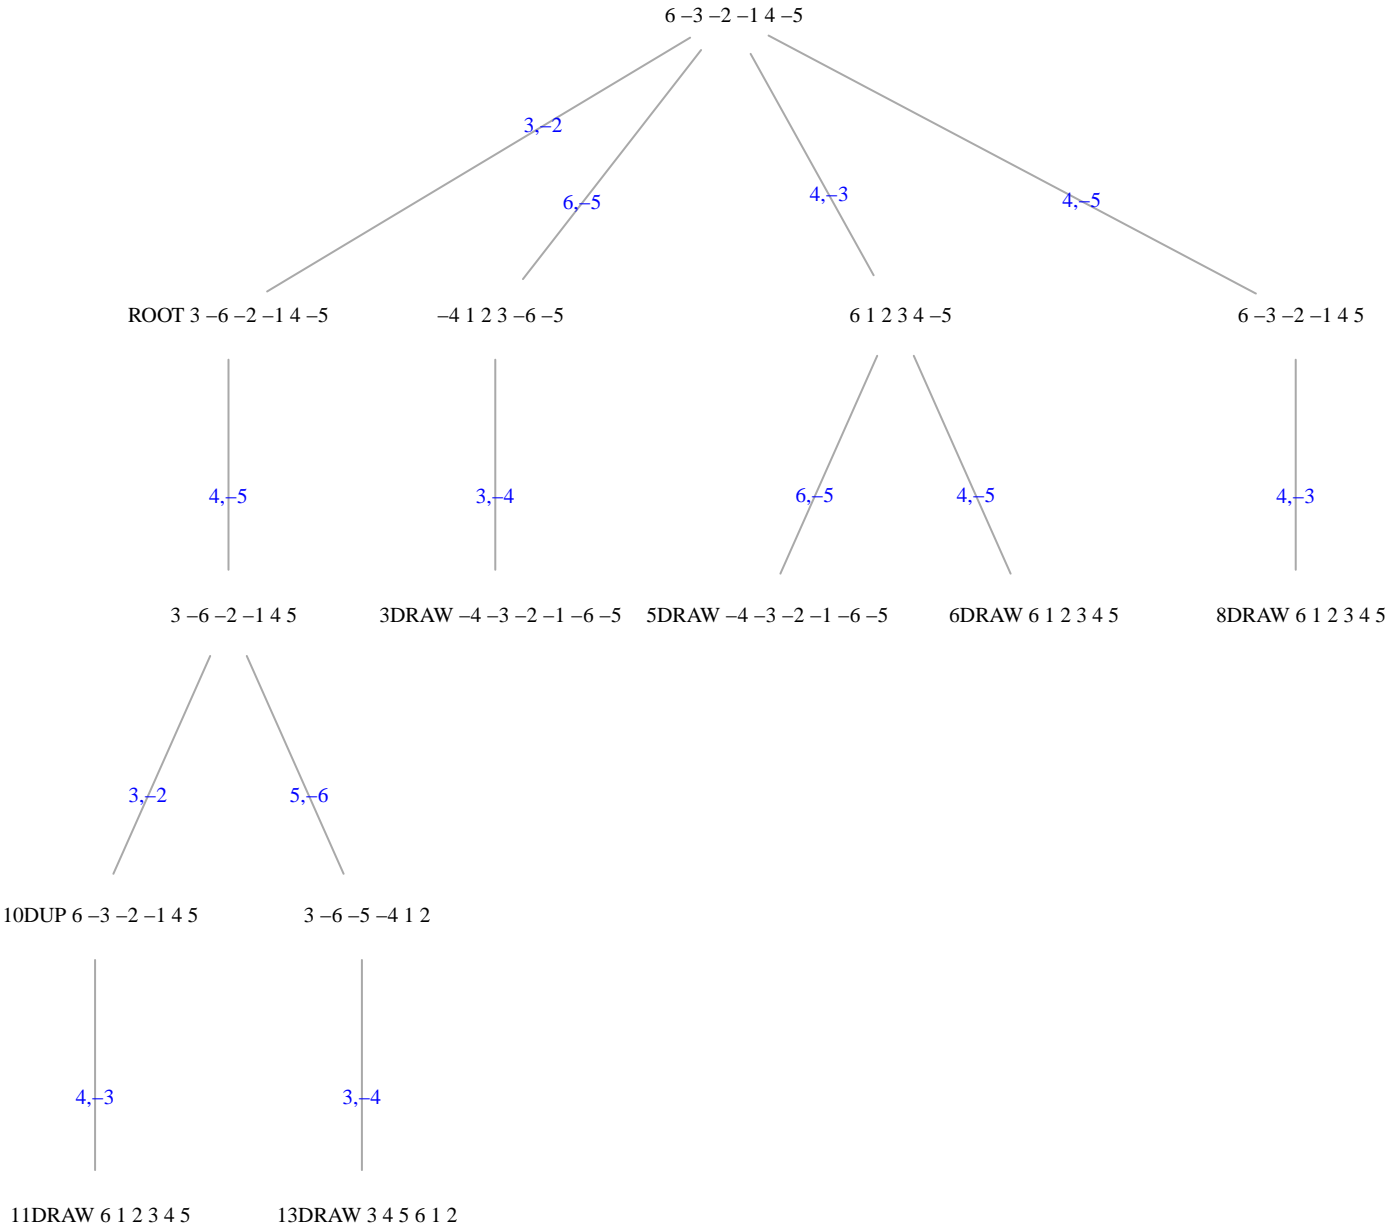 6 –3 –2 –1 4 –5
3,–2
6,–5
4,–3
4,–5
ROOT 3 –6 –2 –1 4 –5
–4 1 2 3 –6 –5
6 1 2 3 4 –5
6 –3 –2 –1 4 5
4,–5
3,–4
6,–5
4,–5
4,–3
3 –6 –2 –1 4 5
3DRAW –4 –3 –2 –1 –6 –5
5DRAW –4 –3 –2 –1 –6 –5
6DRAW 6 1 2 3 4 5
8DRAW 6 1 2 3 4 5
3,–2
5,–6
10DUP 6 –3 –2 –1 4 5
3 –6 –5 –4 1 2
4,–3
3,–4
11DRAW 6 1 2 3 4 5
13DRAW 3 4 5 6 1 2